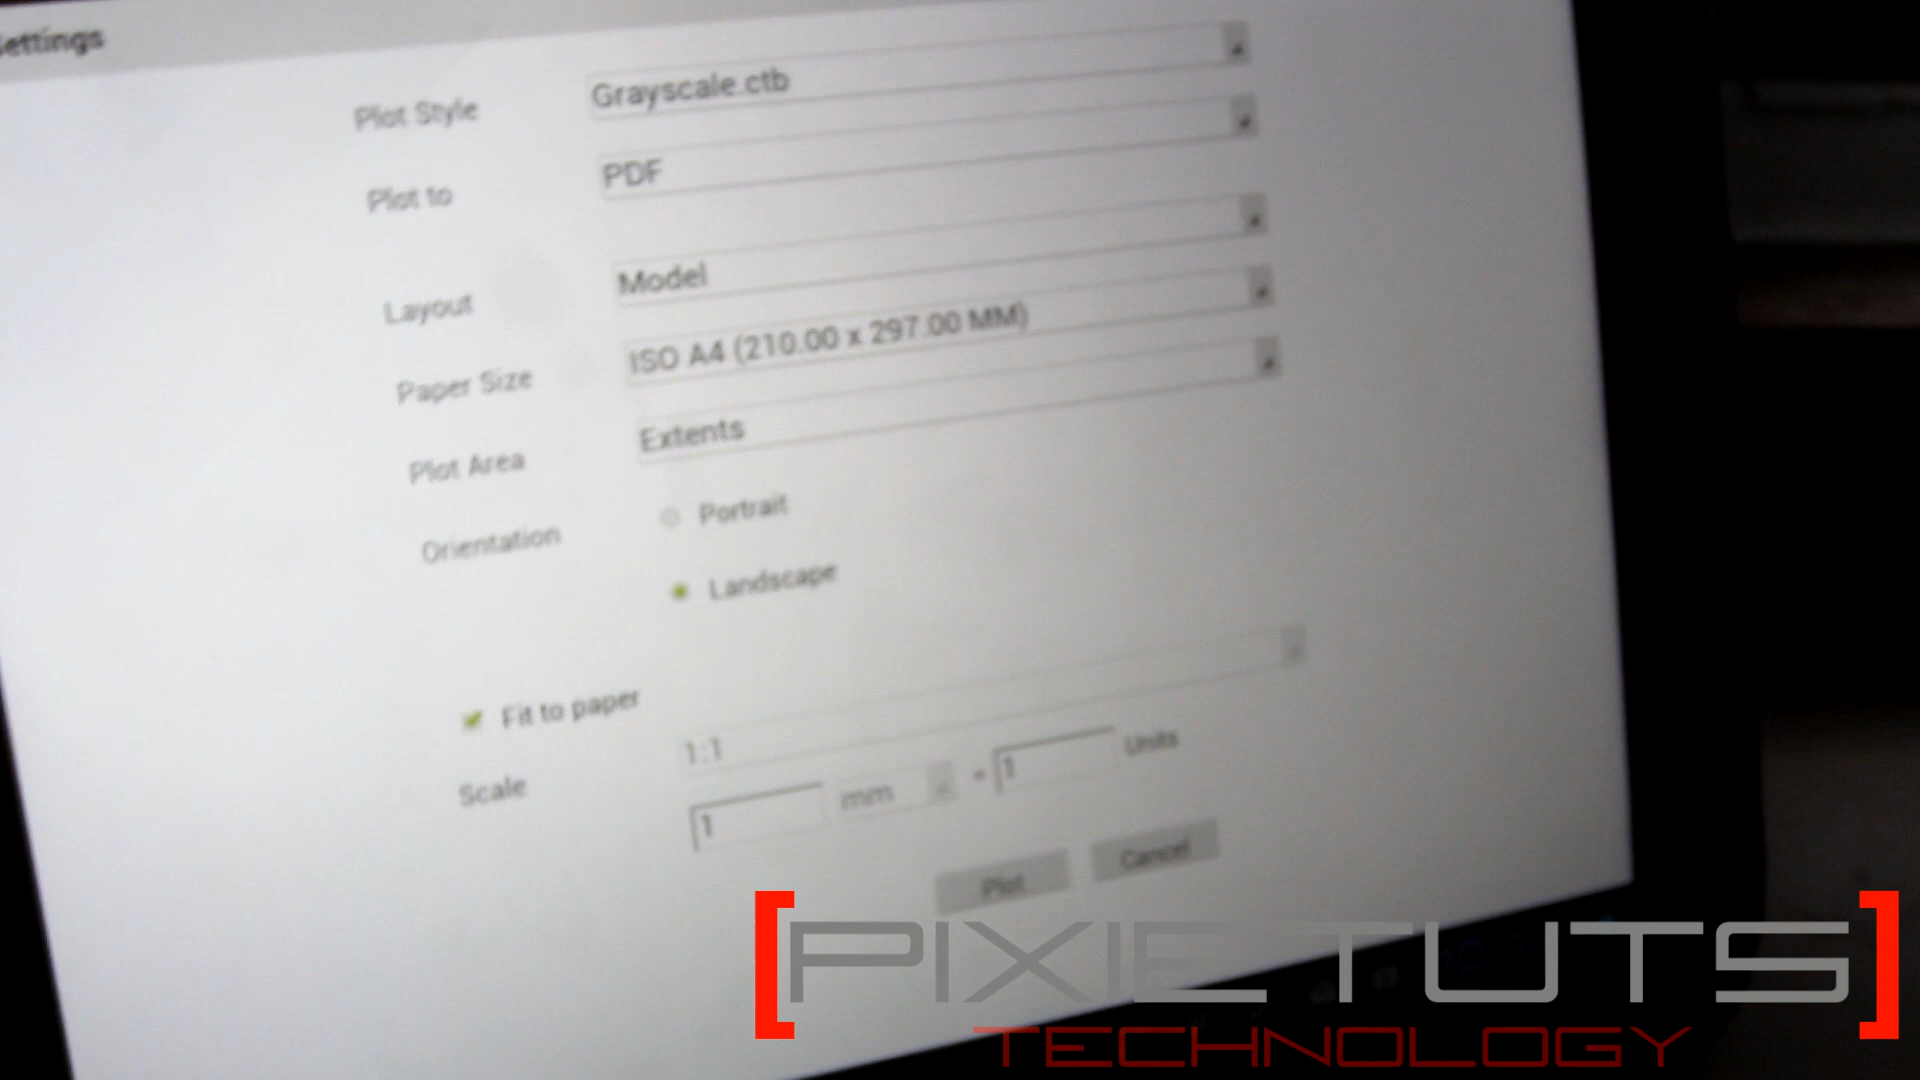 Settings
Plot Style Grayscale.ctb
Plot to PDF
Layout Model
Paper Size ISO A4 (210.00 x 297.00 MM)
Plot Area Extents
Orientation Portrait
Landscape
Fit to paper
Scale 1:1
1 mm = 1 Units
Plot Cancel
[PIXIE TUTS]
TECHNOLOGY